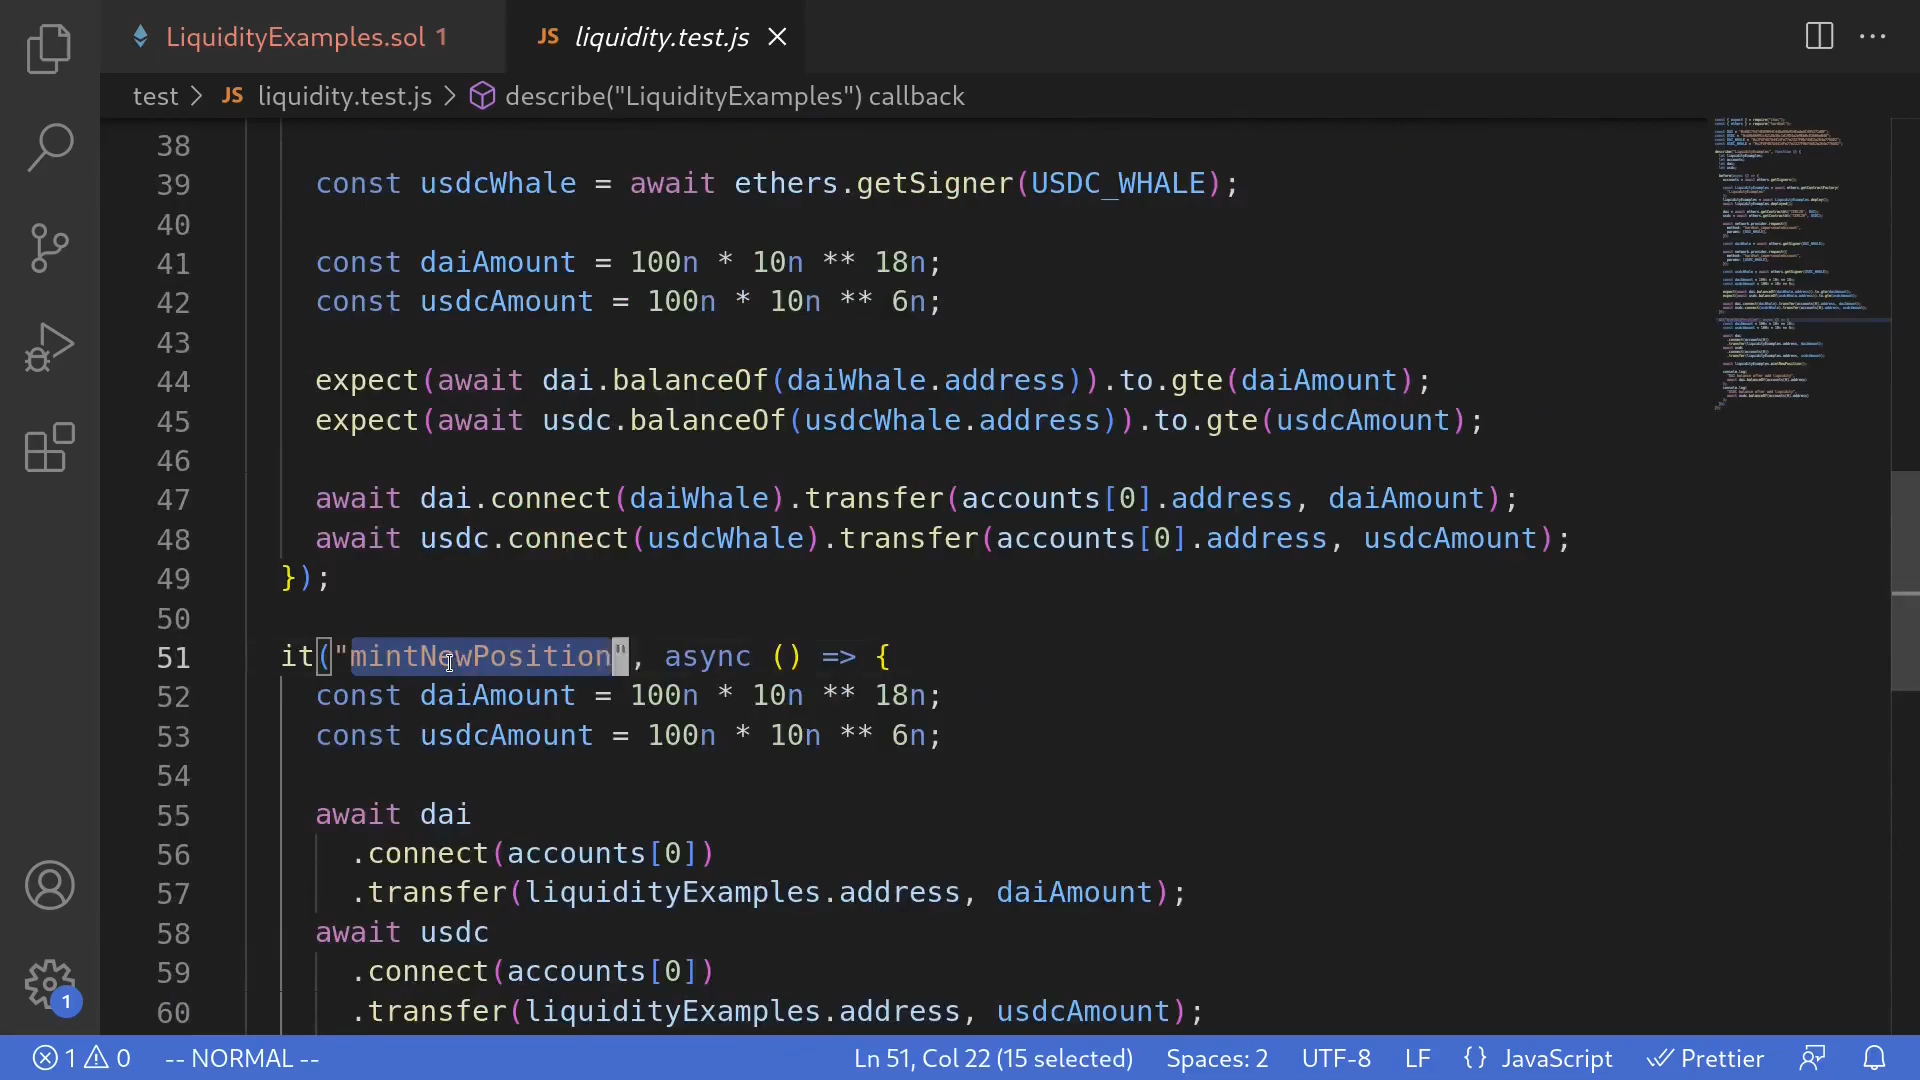 LiquidityExamples.sol 1
JS liquidity.test.js
test > JS liquidity.test.js > describe("LiquidityExamples") callback
38
39 const usdcWhale = await ethers.getSigner(USDC_WHALE);
40
41 const daiAmount = 100n * 10n ** 18n;
42 const usdcAmount = 100n * 10n ** 6n;
43
44 expect(await dai.balanceOf(daiWhale.address)).to.gte(daiAmount);
45 expect(await usdc.balanceOf(usdcWhale.address)).to.gte(usdcAmount);
46
47 await dai.connect(daiWhale).transfer(accounts[0].address, daiAmount);
48 await usdc.connect(usdcWhale).transfer(accounts[0].address, usdcAmount);
49 });
50
51 it("mintNewPosition", async () => {
52 const daiAmount = 100n * 10n ** 18n;
53 const usdcAmount = 100n * 10n ** 6n;
54
55 await dai
56 .connect(accounts[0])
57 .transfer(liquidityExamples.address, daiAmount);
58 await usdc
59 .connect(accounts[0])
60 .transfer(liquidityExamples.address, usdcAmount);
1
1 0 -- NORMAL -- Ln 51, Col 22 (15 selected) Spaces: 2 UTF-8 LF {} JavaScript Prettier